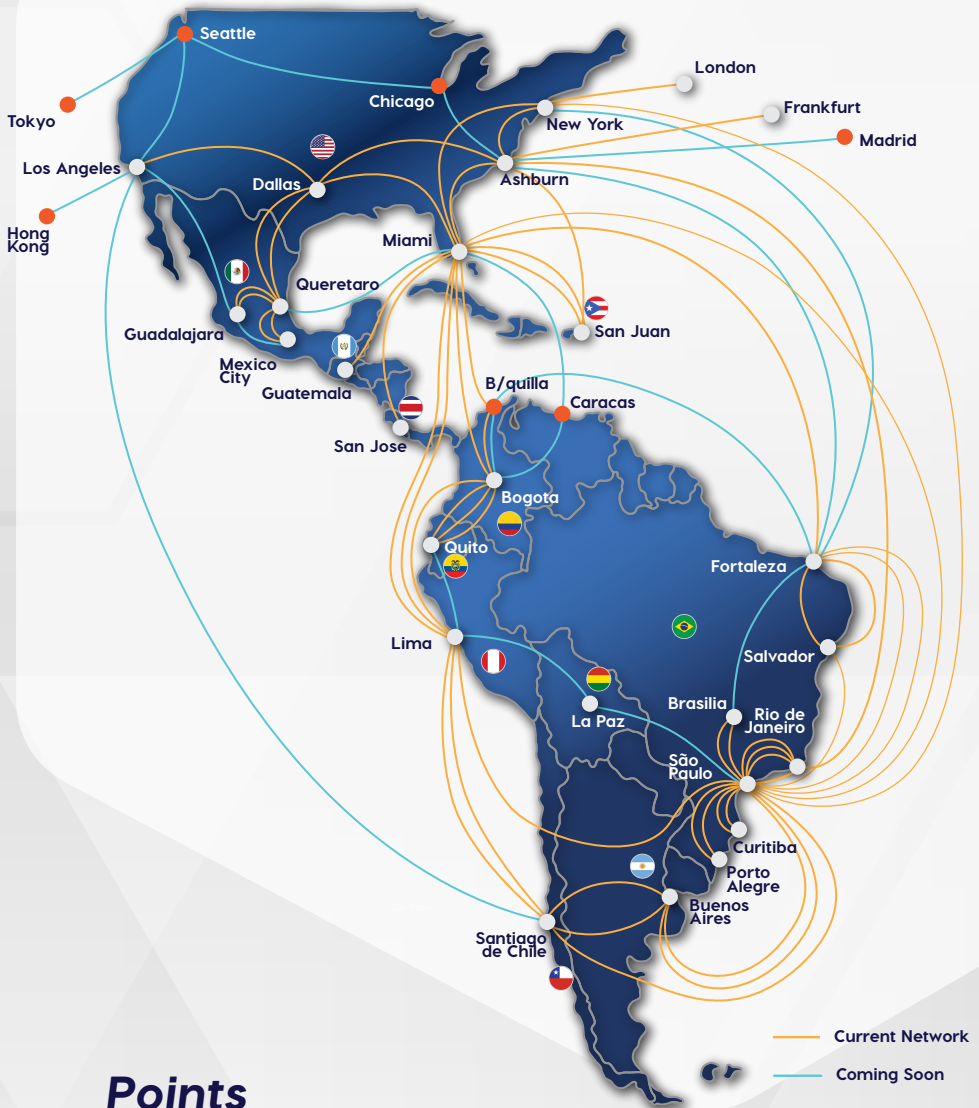 Seattle
London
Chicago
Frankfurt
Tokyo
New York
Madrid
Los Angeles
Dallas
Ashburn
Hong
Kong
Miami
Queretaro
San Juan
Guadalajara
Mexico
City
Guatemala
B/quilla
Caracas
San Jose
Bogota
Quito
Fortaleza
Lima
Salvador
Brasilia
Rio de
Janeiro
La Paz
São
Paulo
Curitiba
Porto
Alegre
Buenos
Aires
Santiago
de Chile
Current Network
Coming Soon
Points